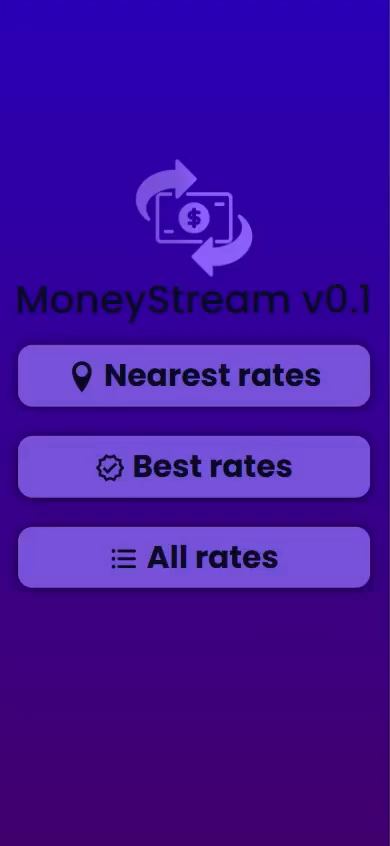 $
MoneyStream v0.1
Nearest rates
Best rates
All rates